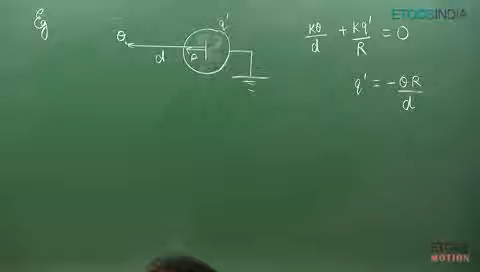 Eg
ETOOSINDIA
Q
d
R
q'
KQ/d + Kq'/R = 0
q' = -QR/d
ETOOS
MOTION